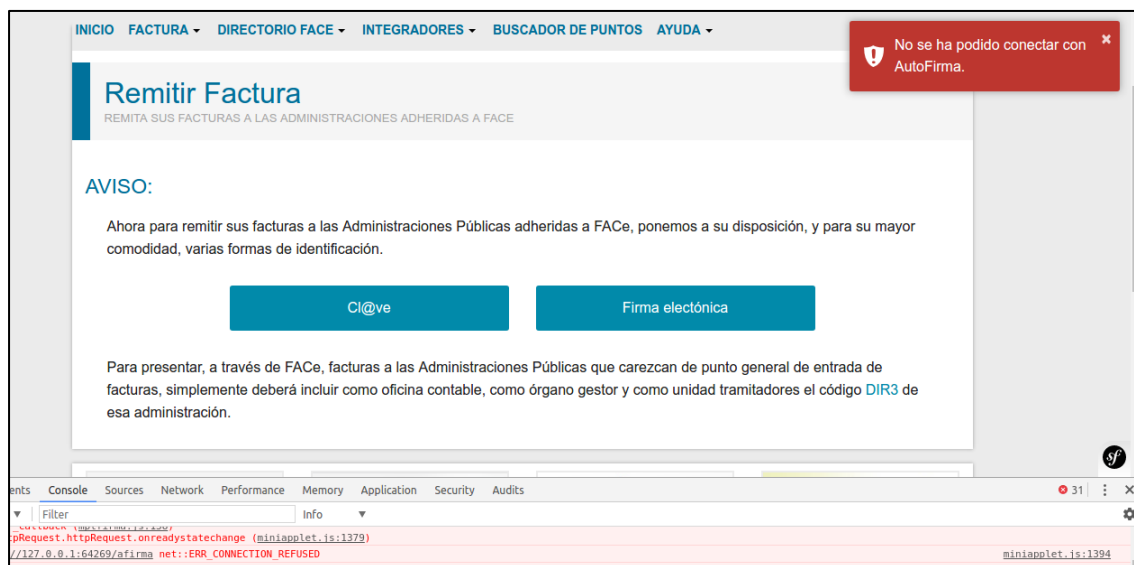 INICIO FACTURA DIRECTORIO FACE INTEGRADORES BUSCADOR DE PUNTOS AYUDA
No se ha podido conectar con
AutoFirma.
Remitir Factura
REMITA SUS FACTURAS A LAS ADMINISTRACIONES ADHERIDAS A FACE
AVISO:
Ahora para remitir sus facturas a las Administraciones Públicas adheridas a FACe, ponemos a su disposición, y para su mayor
comodidad, varias formas de identificación.
Cl@ve
Firma electónica
Para presentar, a través de FACe, facturas a las Administraciones Públicas que carezcan de punto general de entrada de
facturas, simplemente deberá incluir como oficina contable, como órgano gestor y como unidad tramitadores el código DIR3 de
esa administración.
sf
ents Console Sources Network Performance Memory Application Security Audits 31
Filter Info
tpRequest.httpRequest.onreadystatechange (miniapplet.js:1379)
//127.0.0.1:64269/afirma net::ERR_CONNECTION_REFUSED miniapplet.js:1394